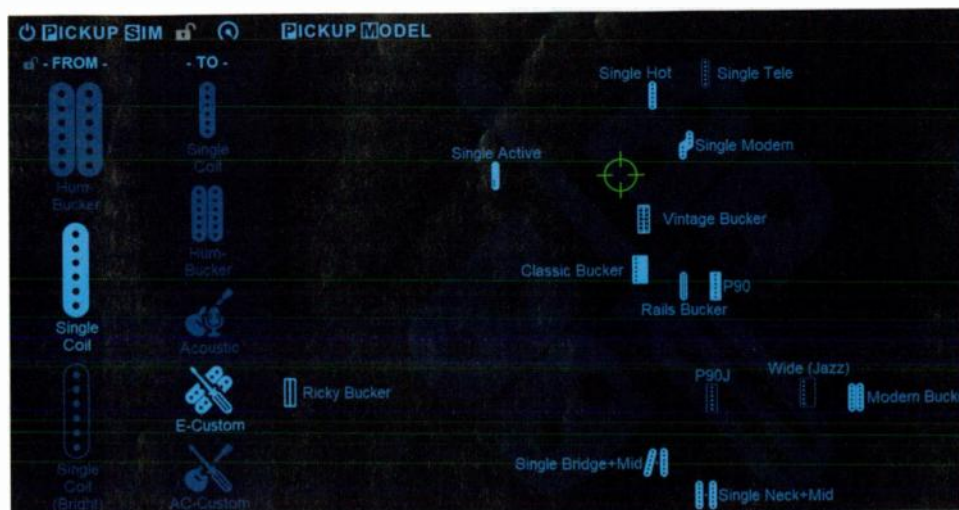 PICKUP SIM
PICKUP MODEL
- FROM -
- TO -
Hum-
Bucker
Single
Coil
Single
Coil
(Bright)
Single
Coil
Hum-
Bucker
Acoustic
E-Custom
AC-Custom
Single Hot
Single Tele
Single Modern
Single Active
Vintage Bucker
Classic Bucker
P90
Rails Bucker
Ricky Bucker
P90J
Wide (Jazz)
Modern Buck
Single Bridge+Mid
Single Neck+Mid